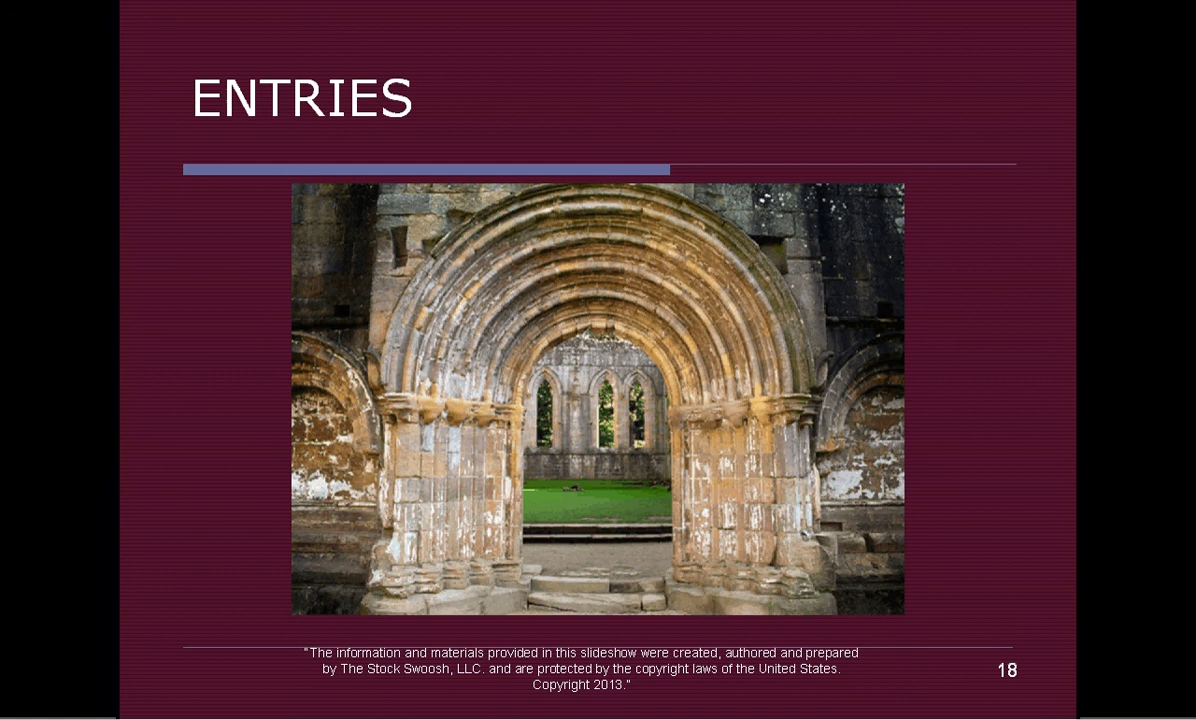 ENTRIES
"The information and materials provided in this slideshow were created, authored and prepared
by The Stock Swoosh, LLC. and are protected by the copyright laws of the United States.
Copyright 2013."
18